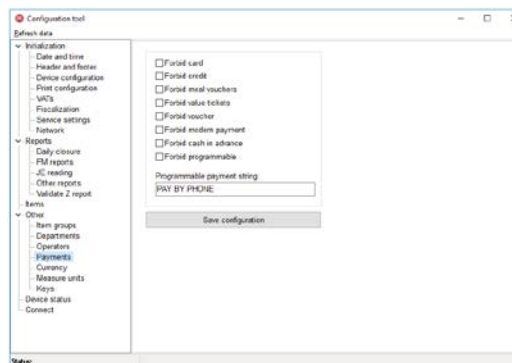 Configuration tool
Refresh data
Initialization
Date and time
Header and footer
Device configuration
Print configuration
VATs
Fiscalization
Service settings
Network
Reports
Daily closure
FM reports
JE reading
Other reports
Validate Z report
Items
Other
Item groups
Departments
Operators
Payments
Currency
Measure units
Keys
Device status
Connect
Forbid card
Forbid credit
Forbid meal vouchers
Forbid value tickets
Forbid voucher
Forbid modern payment
Forbid cash in advance
Forbid programmable
Programmable payment string:
PAY BY PHONE
Save configuration
Status: